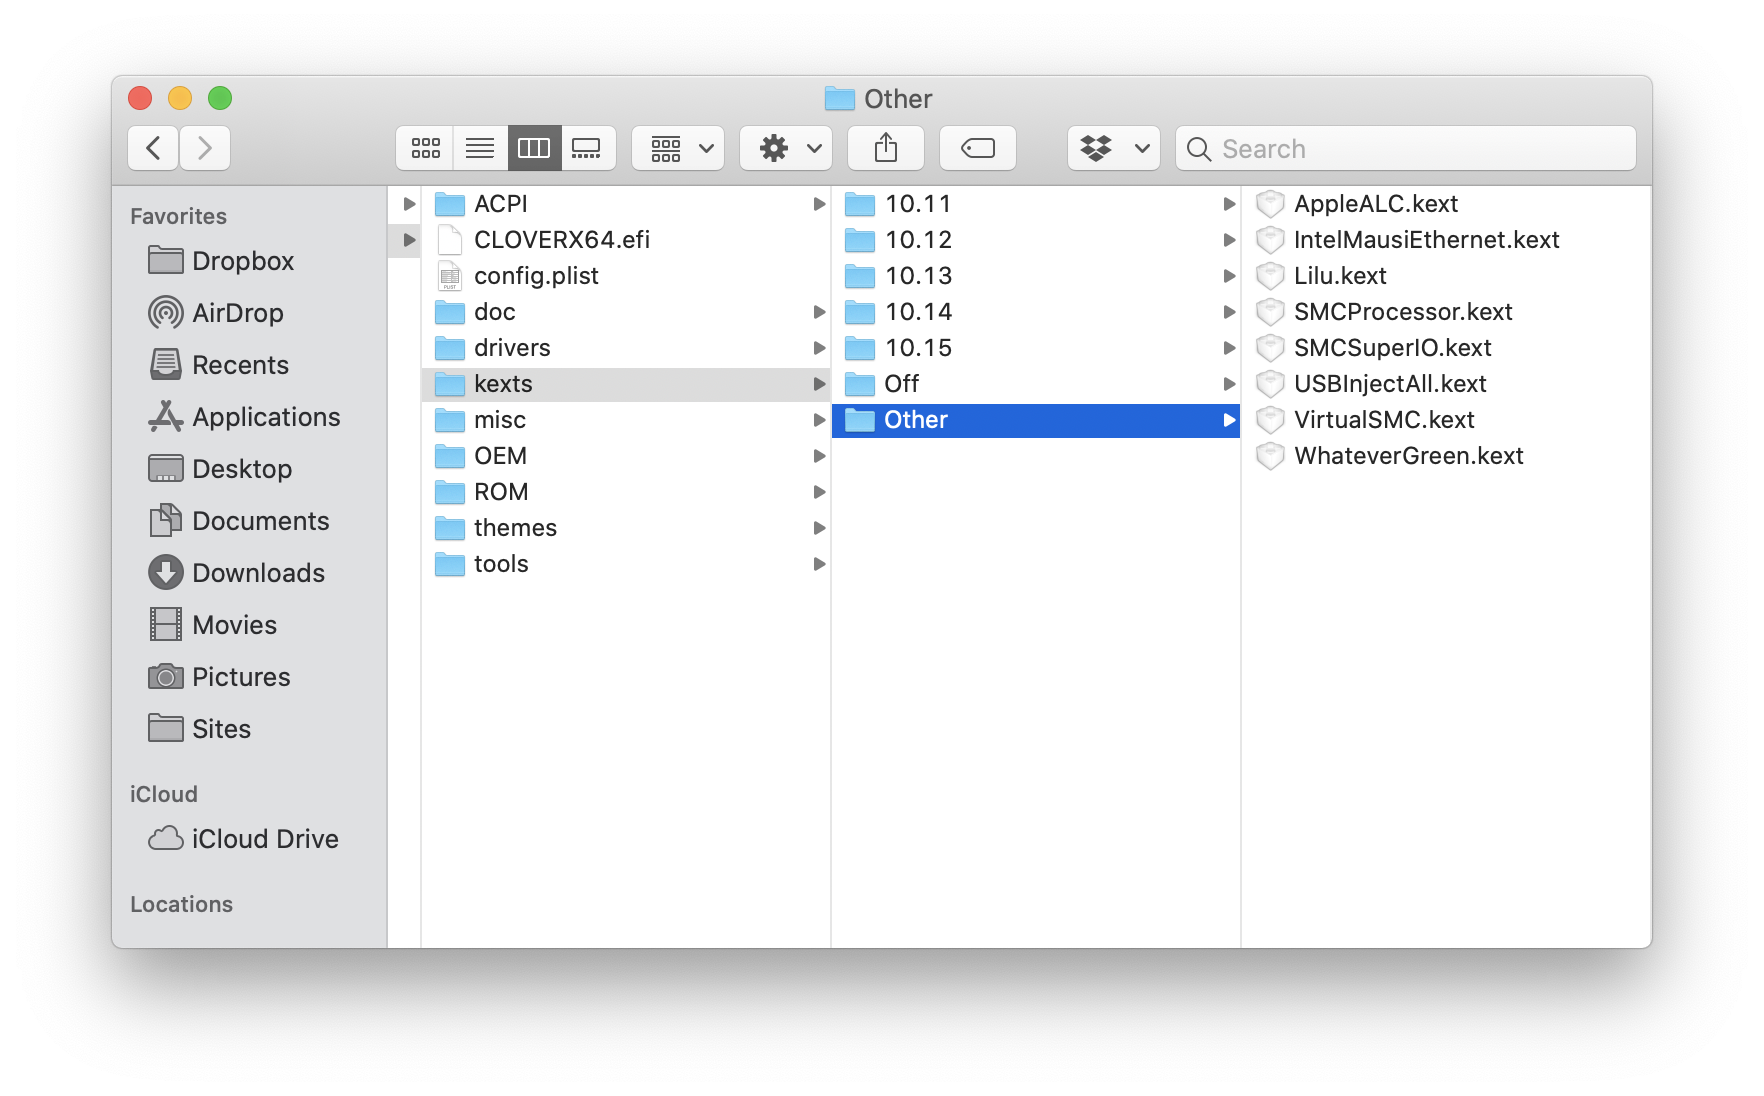 Other
Search
Favorites
Dropbox
AirDrop
Recents
Applications
Desktop
Documents
Downloads
Movies
Pictures
Sites
iCloud
iCloud Drive
Locations
ACPI
CLOVERX64.efi
config.plist
doc
drivers
kexts
misc
OEM
ROM
themes
tools
10.11
10.12
10.13
10.14
10.15
Off
Other
AppleALC.kext
IntelMausiEthernet.kext
Lilu.kext
SMCProcessor.kext
SMCSuperIO.kext
USBInjectAll.kext
VirtualSMC.kext
WhateverGreen.kext